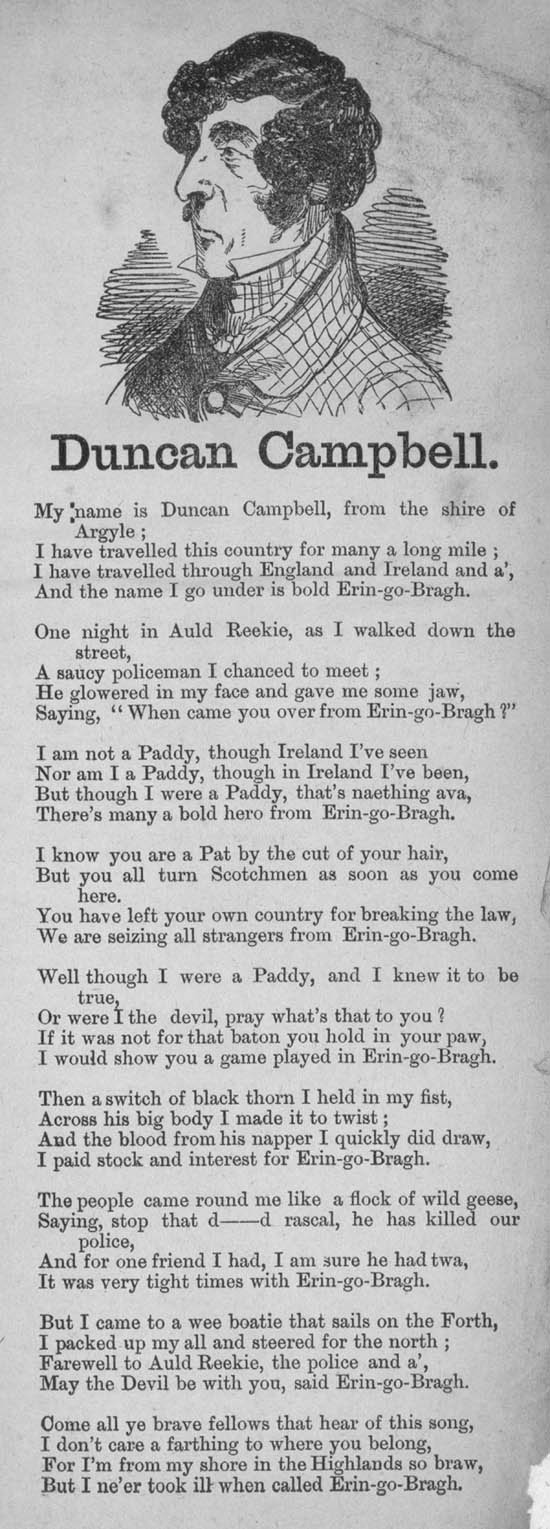 Duncan Campbell.
My name is Duncan Campbell, from the shire of
Argyle ;
I have travelled this country for many a long mile ;
I have travelled through England and Ireland and a',
And the name I go under is bold Erin-go-Bragh.
One night in Auld Reekie, as I walked down the
street,
A saucy policeman I chanced to meet ;
He glowered in my face and gave me some jaw,
Saying, “ When came you over from Erin-go-Bragh ?”
I am not a Paddy, though Ireland I've seen
Nor am I a Paddy, though in Ireland I've been,
But though I were a Paddy, that's naething ava,
There's many a bold hero from Erin-go-Bragh.
I know you are a Pat by the cut of your hair,
But you all turn Scotchmen as soon as you come
here.
You have left your own country for breaking the law,
We are seizing all strangers from Erin-go-Bragh.
Well though I were a Paddy, and I knew it to be
true,
Or were I the devil, pray what's that to you ?
If it was not for that baton you hold in your paw,
I would show you a game played in Erin-go-Bragh.
Then a switch of black thorn I held in my fist,
Across his big body I made it to twist ;
And the blood from his napper I quickly did draw,
I paid stock and interest for Erin-go-Bragh.
The people came round me like a flock of wild geese,
Saying, stop that d——d rascal, he has killed our
police,
And for one friend I had, I am sure he had twa,
It was very tight times with Erin-go-Bragh.
But I came to a wee boatie that sails on the Forth,
I packed up my all and steered for the north ;
Farewell to Auld Reekie, the police and a',
May the Devil be with you, said Erin-go-Bragh.
Come all ye brave fellows that hear of this song,
I don't care a farthing to where you belong,
For I'm from my shore in the Highlands so braw,
But I ne'er took ill when called Erin-go-Bragh.